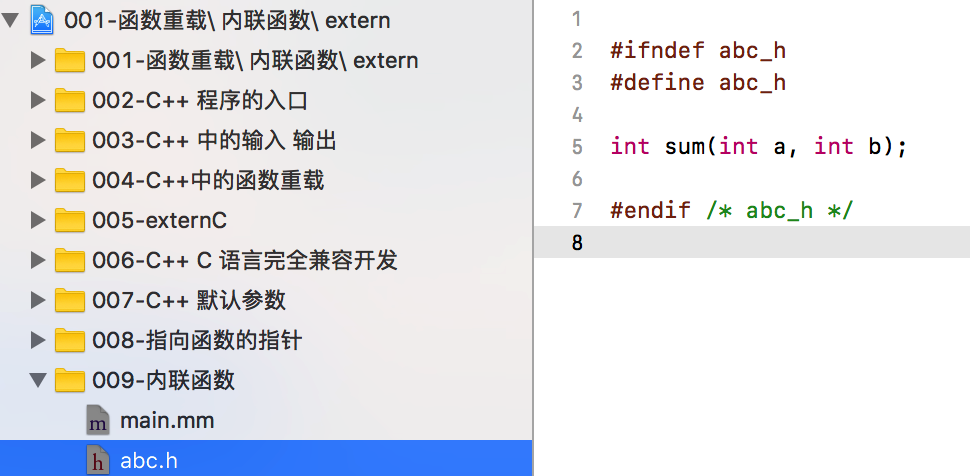 001-函数重载\ 内联函数\ extern
001-函数重载\ 内联函数\ extern
002-C++ 程序的入口
003-C++ 中的输入 输出
004-C++中的函数重载
005-externC
006-C++ C 语言完全兼容开发
007-C++ 默认参数
008-指向函数的指针
009-内联函数
m main.mm
h abc.h
1
2 #ifndef abc_h
3 #define abc_h
4
5 int sum(int a, int b);
6
7 #endif /* abc_h */
8